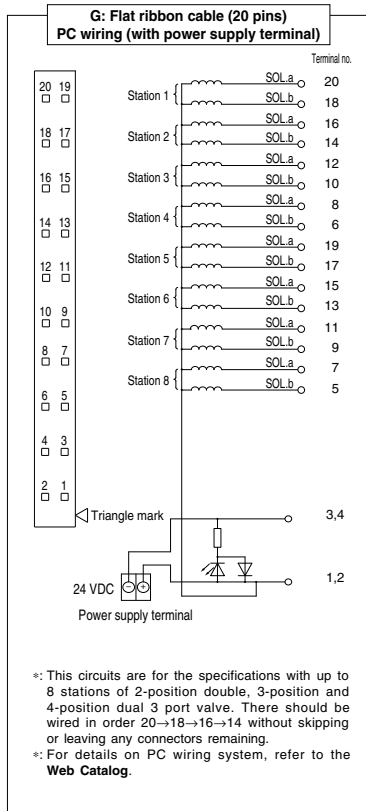 G: Flat ribbon cable (20 pins)
PC wiring (with power supply terminal)
Terminal no.
20 19
18 17
16 15
14 13
12 11
10 9
8 7
6 5
4 3
2 1
Triangle mark
Station 1
SOL.a 20
SOL.b 18
Station 2
SOL.a 16
SOL.b 14
Station 3
SOL.a 12
SOL.b 10
Station 4
SOL.a 8
SOL.b 6
Station 5
SOL.a 19
SOL.b 17
Station 6
SOL.a 15
SOL.b 13
Station 7
SOL.a 11
SOL.b 9
Station 8
SOL.a 7
SOL.b 5
3,4
1,2
24 VDC
− +
Power supply terminal
∗: This circuits are for the specifications with up to
8 stations of 2-position double, 3-position and
4-position dual 3 port valve. There should be
wired in order 20→18→16→14 without skipping
or leaving any connectors remaining.
∗: For details on PC wiring system, refer to the
Web Catalog.